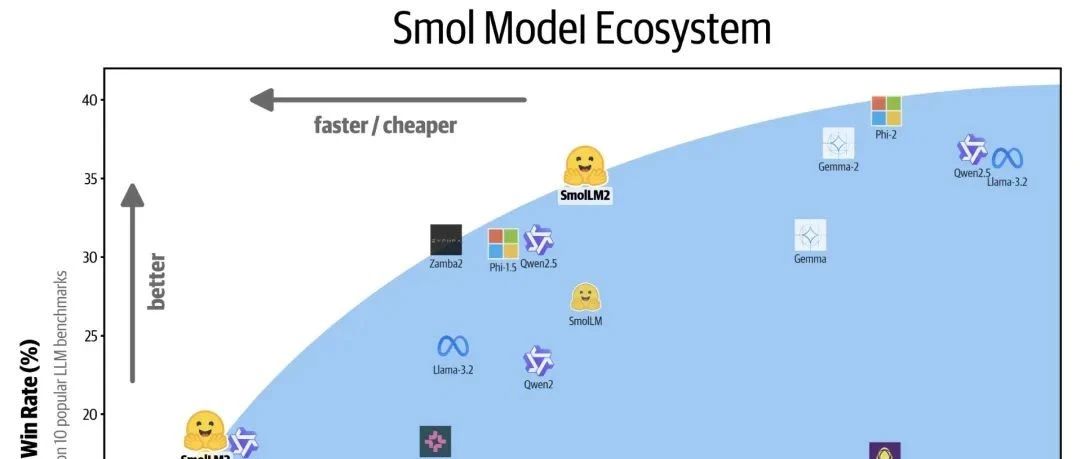 Smol Model Ecosystem
40
faster / cheaper
Phi-2
Gemma-2
Qwen2.5
Llama-3.2
35
SmolLM2
better
30
Zamba2
Phi-1.5
Qwen2.5
Gemma
SmolLM
25
Llama-3.2
Qwen2
20
SmolLM2
Win Rate (%)
on 10 popular LLM benchmarks